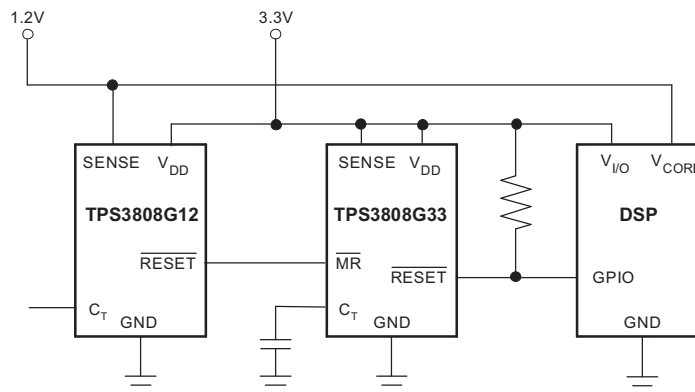 1.2V
3.3V
SENSE
VDD
TPS3808G12
RESET
CT
GND
SENSE
VDD
TPS3808G33
MR
RESET
CT
GND
VI/O
VCORE
DSP
GPIO
GND